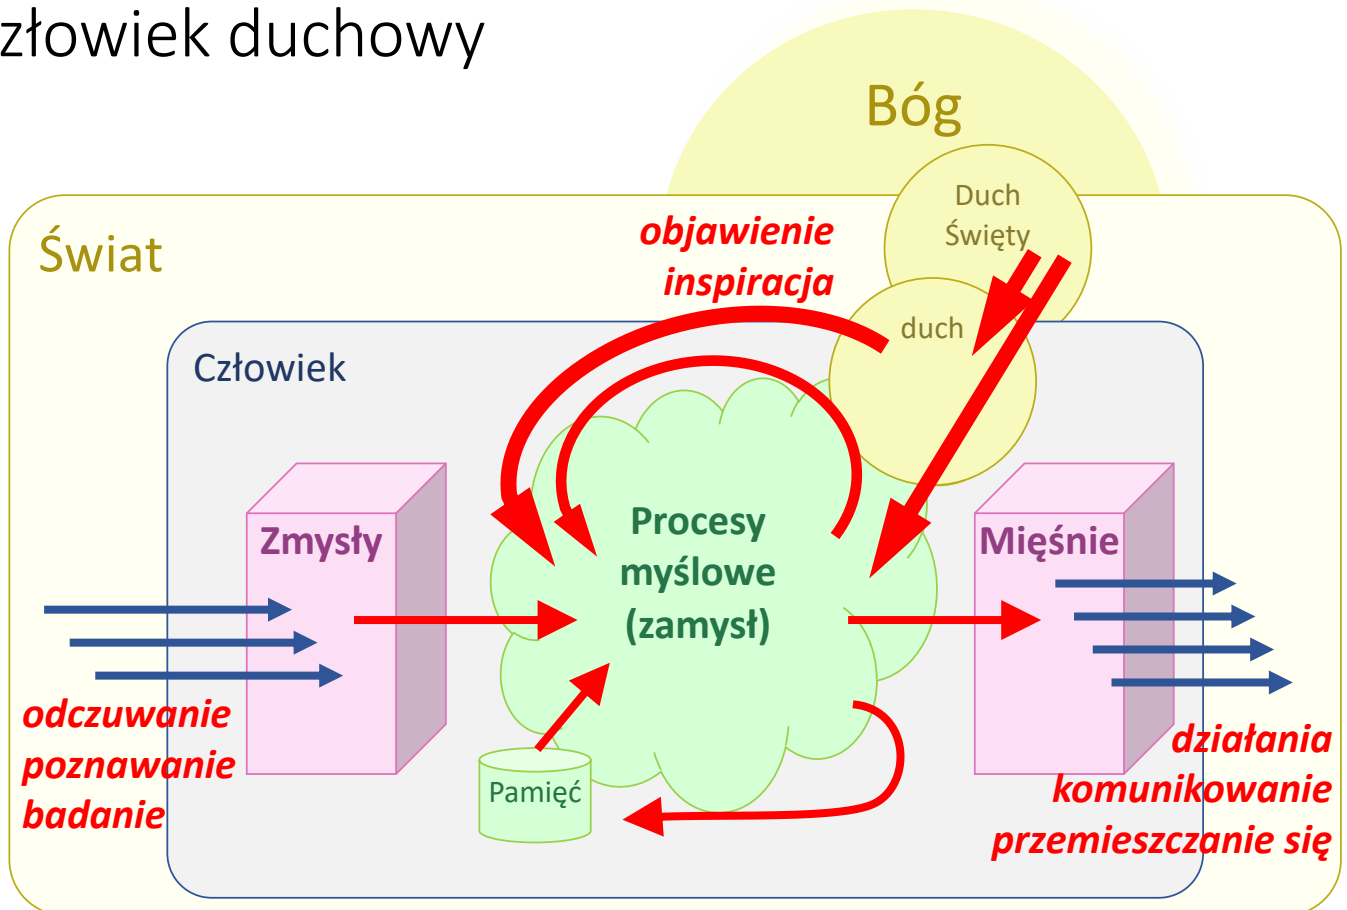 złowiek duchowy
Bóg
Duch
Święty
Świat
objawienie
inspiracja
duch
Człowiek
Zmysły
Procesy
myślowe
(zamysł)
Mięśnie
odczuwanie
poznawanie
badanie
Pamięć
działania
komunikowanie
przemieszczanie się